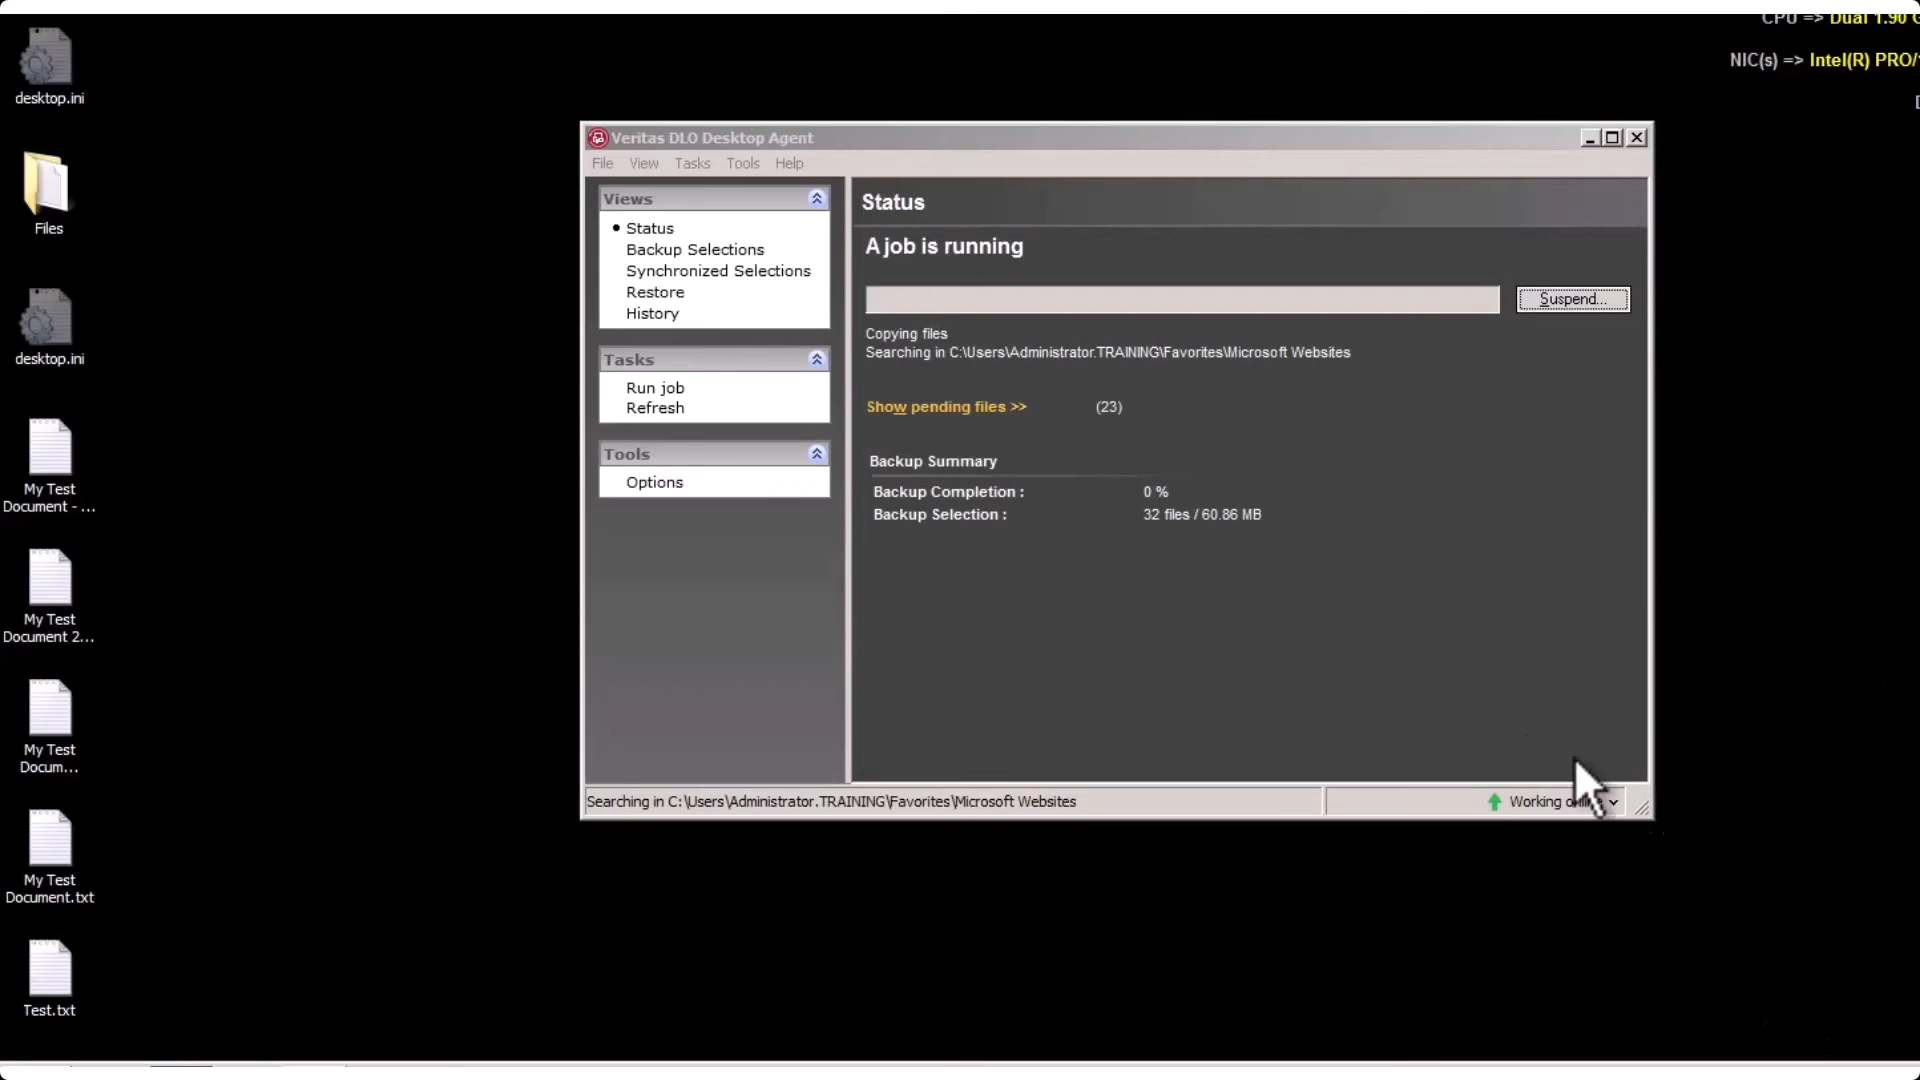 CPU => Dual 1.90
NIC(s) => Intel(R) PRO/
desktop.ini
Files
desktop.ini
My Test
Document - ...
My Test
Document 2...
My Test
Docum...
My Test
Document.txt
Test.txt
Veritas DLO Desktop Agent
File View Tasks Tools Help
Views
Status
Backup Selections
Synchronized Selections
Restore
History
Tasks
Run job
Refresh
Tools
Options
Status
A job is running
Suspend...
Copying files
Searching in C:\Users\Administrator.TRAINING\Favorites\Microsoft Websites
Show pending files >> (23)
Backup Summary
Backup Completion : 0 %
Backup Selection : 32 files / 60.86 MB
Searching in C:\Users\Administrator.TRAINING\Favorites\Microsoft Websites
Working